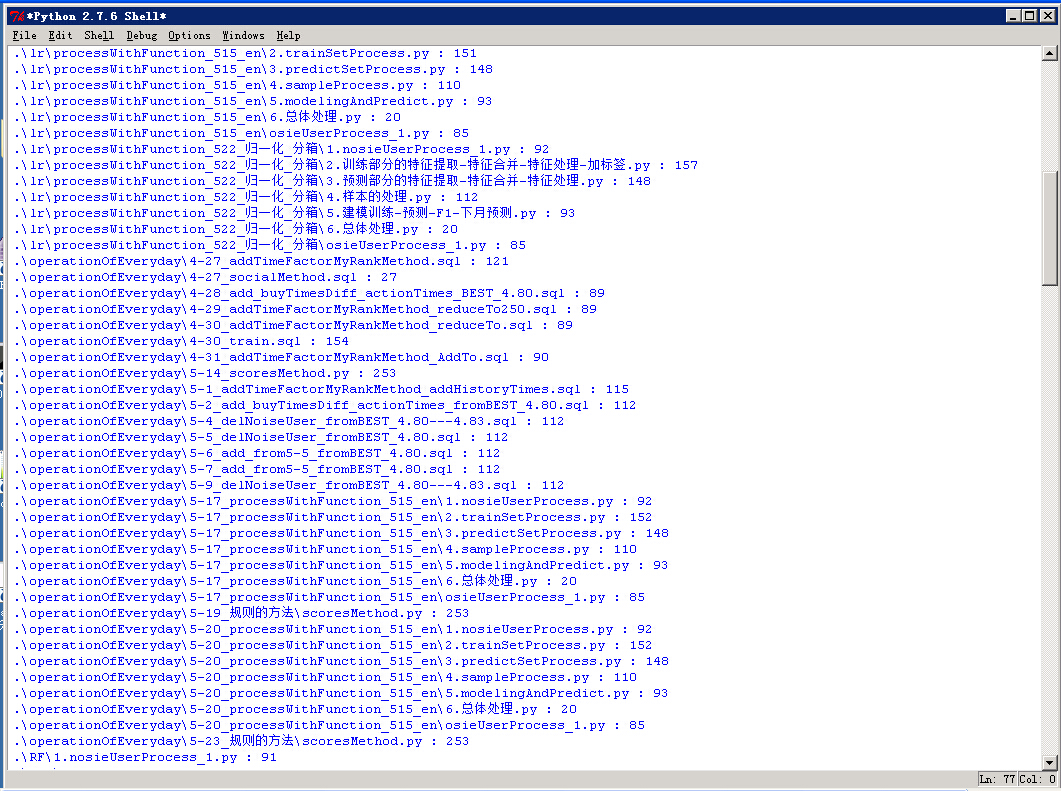 *Python 2.7.6 Shell*
File Edit Shell Debug Options Windows Help
.\lr\processWithFunction_515_en\2.trainSetProcess.py : 151
.\lr\processWithFunction_515_en\3.predictSetProcess.py : 148
.\lr\processWithFunction_515_en\4.sampleProcess.py : 110
.\lr\processWithFunction_515_en\5.modelingAndPredict.py : 93
.\lr\processWithFunction_515_en\6.总体处理.py : 20
.\lr\processWithFunction_515_en\osieUserProcess_1.py : 85
.\lr\processWithFunction_522_归一化_分箱\1.nosieUserProcess_1.py : 92
.\lr\processWithFunction_522_归一化_分箱\2.训练部分的特征提取-特征合并-特征处理-加标签.py : 157
.\lr\processWithFunction_522_归一化_分箱\3.预测部分的特征提取-特征合并-特征处理.py : 148
.\lr\processWithFunction_522_归一化_分箱\4.样本的处理.py : 112
.\lr\processWithFunction_522_归一化_分箱\5.建模训练-预测-F1-下月预测.py : 93
.\lr\processWithFunction_522_归一化_分箱\6.总体处理.py : 20
.\lr\processWithFunction_522_归一化_分箱\osieUserProcess_1.py : 85
.\operationOfEveryday\4-27_addTimeFactorMyRankMethod.sql : 121
.\operationOfEveryday\4-27_socialMethod.sql : 27
.\operationOfEveryday\4-28_add_buyTimesDiff_actionTimes_BEST_4.80.sql : 89
.\operationOfEveryday\4-29_addTimeFactorMyRankMethod_reduceTo250.sql : 89
.\operationOfEveryday\4-30_addTimeFactorMyRankMethod_reduceTo.sql : 89
.\operationOfEveryday\4-30_train.sql : 154
.\operationOfEveryday\4-31_addTimeFactorMyRankMethod_AddTo.sql : 90
.\operationOfEveryday\5-14_scoresMethod.py : 253
.\operationOfEveryday\5-1_addTimeFactorMyRankMethod_addHistoryTimes.sql : 115
.\operationOfEveryday\5-2_add_buyTimesDiff_actionTimes_fromBEST_4.80.sql : 112
.\operationOfEveryday\5-4_delNoiseUser_fromBEST_4.80---4.83.sql : 112
.\operationOfEveryday\5-5_delNoiseUser_fromBEST_4.80.sql : 112
.\operationOfEveryday\5-6_add_from5-5_fromBEST_4.80.sql : 112
.\operationOfEveryday\5-7_add_from5-5_fromBEST_4.80.sql : 112
.\operationOfEveryday\5-9_delNoiseUser_fromBEST_4.80---4.83.sql : 112
.\operationOfEveryday\5-17_processWithFunction_515_en\1.nosieUserProcess.py : 92
.\operationOfEveryday\5-17_processWithFunction_515_en\2.trainSetProcess.py : 152
.\operationOfEveryday\5-17_processWithFunction_515_en\3.predictSetProcess.py : 148
.\operationOfEveryday\5-17_processWithFunction_515_en\4.sampleProcess.py : 110
.\operationOfEveryday\5-17_processWithFunction_515_en\5.modelingAndPredict.py : 93
.\operationOfEveryday\5-17_processWithFunction_515_en\6.总体处理.py : 20
.\operationOfEveryday\5-17_processWithFunction_515_en\osieUserProcess_1.py : 85
.\operationOfEveryday\5-19_规则的方法\scoresMethod.py : 253
.\operationOfEveryday\5-20_processWithFunction_515_en\1.nosieUserProcess.py : 92
.\operationOfEveryday\5-20_processWithFunction_515_en\2.trainSetProcess.py : 152
.\operationOfEveryday\5-20_processWithFunction_515_en\3.predictSetProcess.py : 148
.\operationOfEveryday\5-20_processWithFunction_515_en\4.sampleProcess.py : 110
.\operationOfEveryday\5-20_processWithFunction_515_en\5.modelingAndPredict.py : 93
.\operationOfEveryday\5-20_processWithFunction_515_en\6.总体处理.py : 20
.\operationOfEveryday\5-20_processWithFunction_515_en\osieUserProcess_1.py : 85
.\operationOfEveryday\5-23_规则的方法\scoresMethod.py : 253
.\RF\1.nosieUserProcess_1.py : 91
Ln: 77 Col: 0